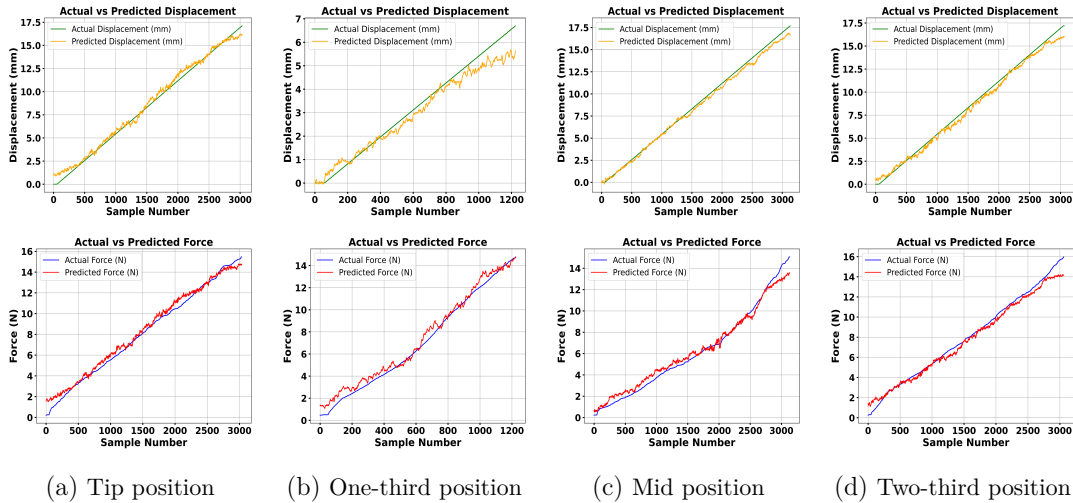 Actual vs Predicted Displacement
Actual Displacement (mm)
Predicted Displacement (mm)
Displacement (mm)
17.5
15.0
12.5
10.0
7.5
5.0
2.5
0.0
0 500 1000 1500 2000 2500 3000
Sample Number
Actual vs Predicted Displacement
Actual Displacement (mm)
Predicted Displacement (mm)
Displacement (mm)
7
6
5
4
3
2
1
0
0 200 400 600 800 1000 1200
Sample Number
Actual vs Predicted Displacement
Actual Displacement (mm)
Predicted Displacement (mm)
Displacement (mm)
17.5
15.0
12.5
10.0
7.5
5.0
2.5
0.0
0 500 1000 1500 2000 2500 3000
Sample Number
Actual vs Predicted Displacement
Actual Displacement (mm)
Predicted Displacement (mm)
Displacement (mm)
17.5
15.0
12.5
10.0
7.5
5.0
2.5
0.0
0 500 1000 1500 2000 2500 3000
Sample Number
Actual vs Predicted Force
Actual Force (N)
Predicted Force (N)
Force (N)
16
14
12
10
8
6
4
2
0
0 500 1000 1500 2000 2500 3000
Sample Number
Actual vs Predicted Force
Actual Force (N)
Predicted Force (N)
Force (N)
14
12
10
8
6
4
2
0
0 200 400 600 800 1000 1200
Sample Number
Actual vs Predicted Force
Actual Force (N)
Predicted Force (N)
Force (N)
14
12
10
8
6
4
2
0
0 500 1000 1500 2000 2500 3000
Sample Number
Actual vs Predicted Force
Actual Force (N)
Predicted Force (N)
Force (N)
16
14
12
10
8
6
4
2
0
0 500 1000 1500 2000 2500 3000
Sample Number
(a) Tip position
(b) One-third position
(c) Mid position
(d) Two-third position